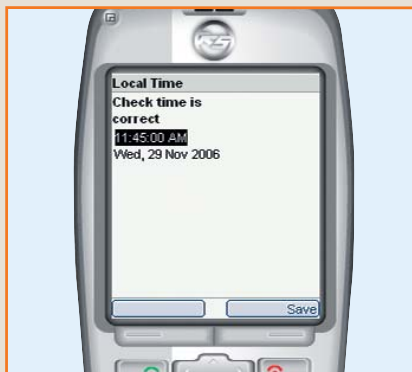 Local Time
Check time is
correct
11:45:00 AM
Wed, 29 Nov 2006
Save